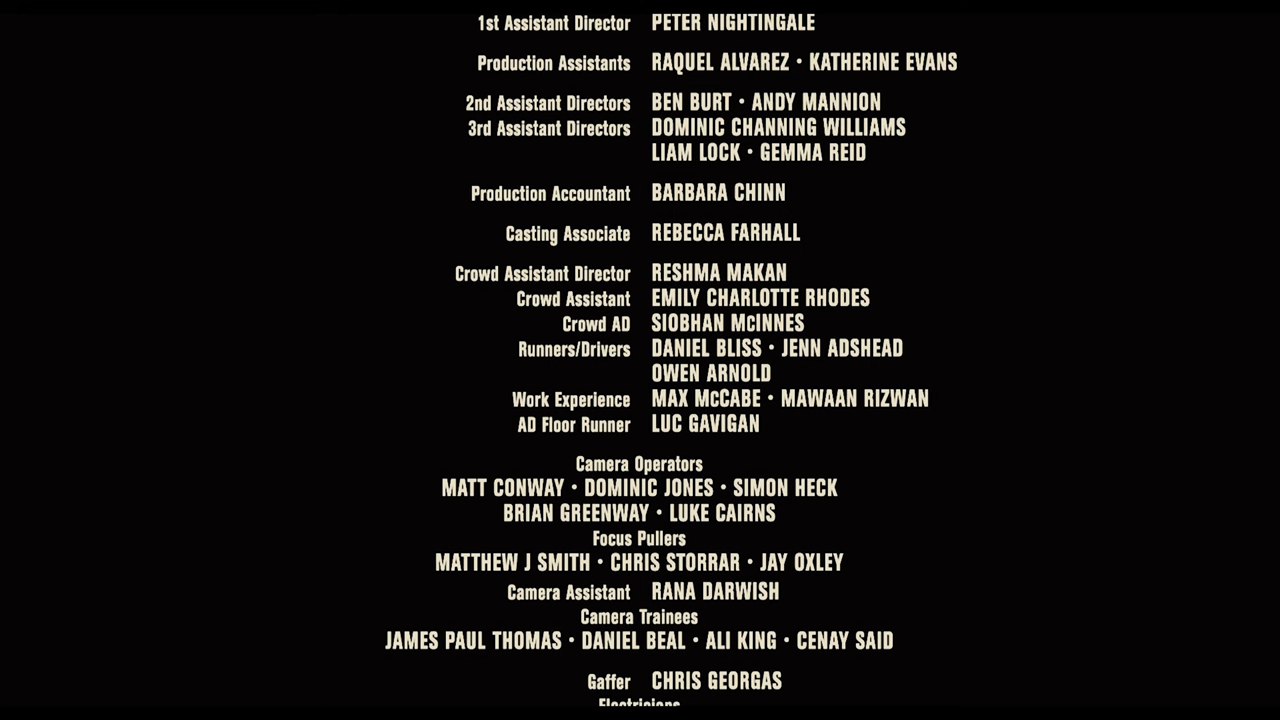 1st Assistant Director PETER NIGHTINGALE
Production Assistants RAQUEL ALVAREZ • KATHERINE EVANS
2nd Assistant Directors BEN BURT • ANDY MANNION
3rd Assistant Directors DOMINIC CHANNING WILLIAMS
LIAM LOCK • GEMMA REID
Production Accountant BARBARA CHINN
Casting Associate REBECCA FARHALL
Crowd Assistant Director RESHMA MAKAN
Crowd Assistant EMILY CHARLOTTE RHODES
Crowd AD SIOBHAN McINNES
Runners/Drivers DANIEL BLISS • JENN ADSHEAD
OWEN ARNOLD
Work Experience MAX McCABE • MAWAAN RIZWAN
AD Floor Runner LUC GAVIGAN
Camera Operators
MATT CONWAY • DOMINIC JONES • SIMON HECK
BRIAN GREENWAY • LUKE CAIRNS
Focus Pullers
MATTHEW J SMITH • CHRIS STORRAR • JAY OXLEY
Camera Assistant RANA DARWISH
Camera Trainees
JAMES PAUL THOMAS • DANIEL BEAL • ALI KING • CENAY SAID
Gaffer CHRIS GEORGAS
Electricians